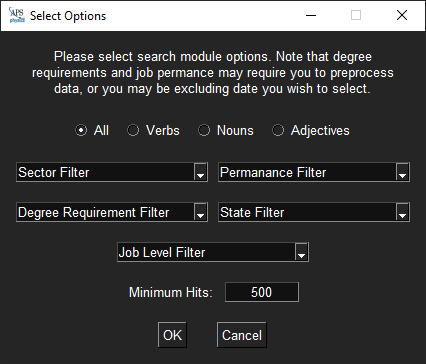 APS
physics
Select Options
Please select search module options. Note that degree
requirements and job permance may require you to preprocess
data, or you may be excluding date you wish to select.
All Verbs Nouns Adjectives
Sector Filter Permanance Filter
Degree Requirement Filter State Filter
Job Level Filter
Minimum Hits: 500
OK Cancel